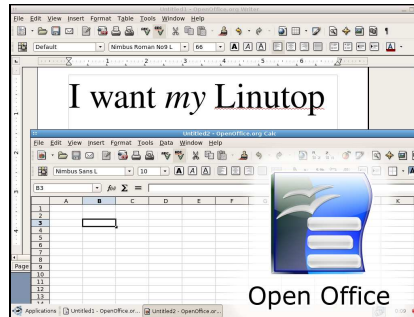 Untitled1 - OpenOffice.org Writer
File Edit View Insert Format Table Tools Window Help
Default Nimbus Roman No9 L 66
I want my Linutop
Untitled2 - OpenOffice.org Calc
File Edit View Insert Format Tools Data Window Help
Nimbus Sans L 10
B3
A B C D E F K
1
2
3
4
5
6
7
8
Page 9
10
11
12
13
Open Office
Applications Untitled1 - OpenOffice.or... Untitled2 - OpenOffice.or...